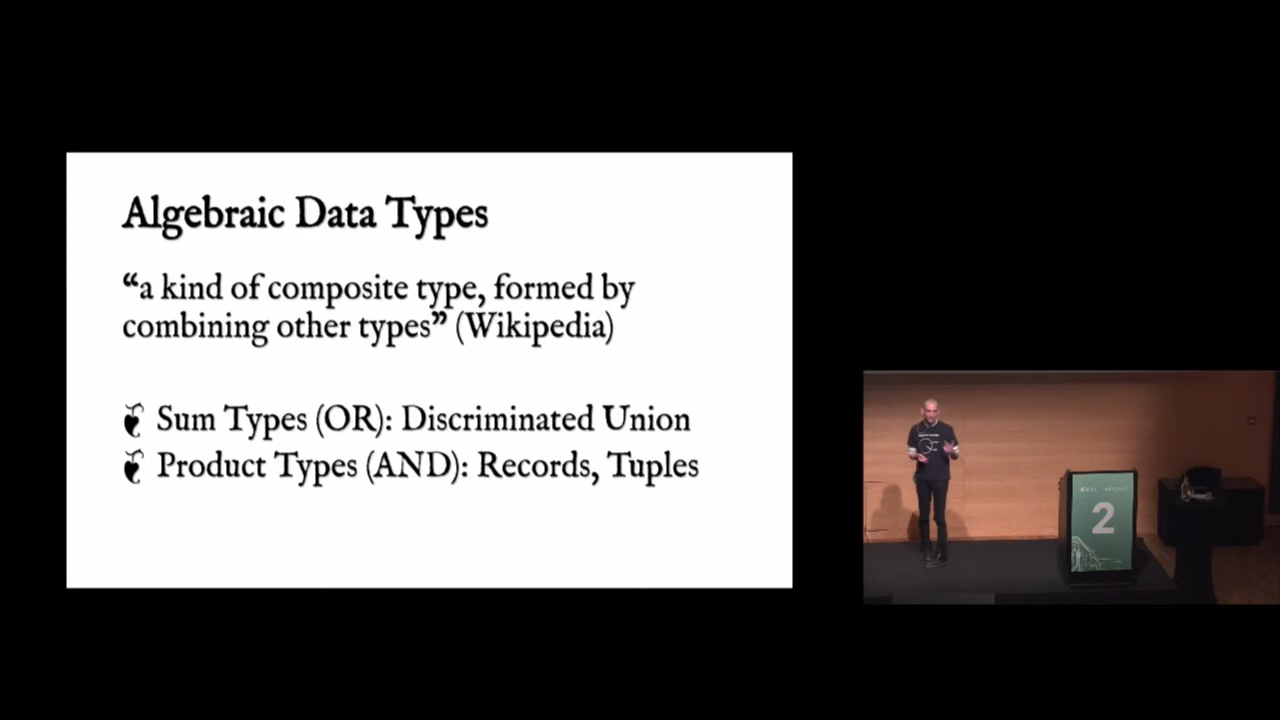 Algebraic Data Types
“a kind of composite type, formed by
combining other types” (Wikipedia)
❦ Sum Types (OR): Discriminated Union
❦ Product Types (AND): Records, Tuples
2